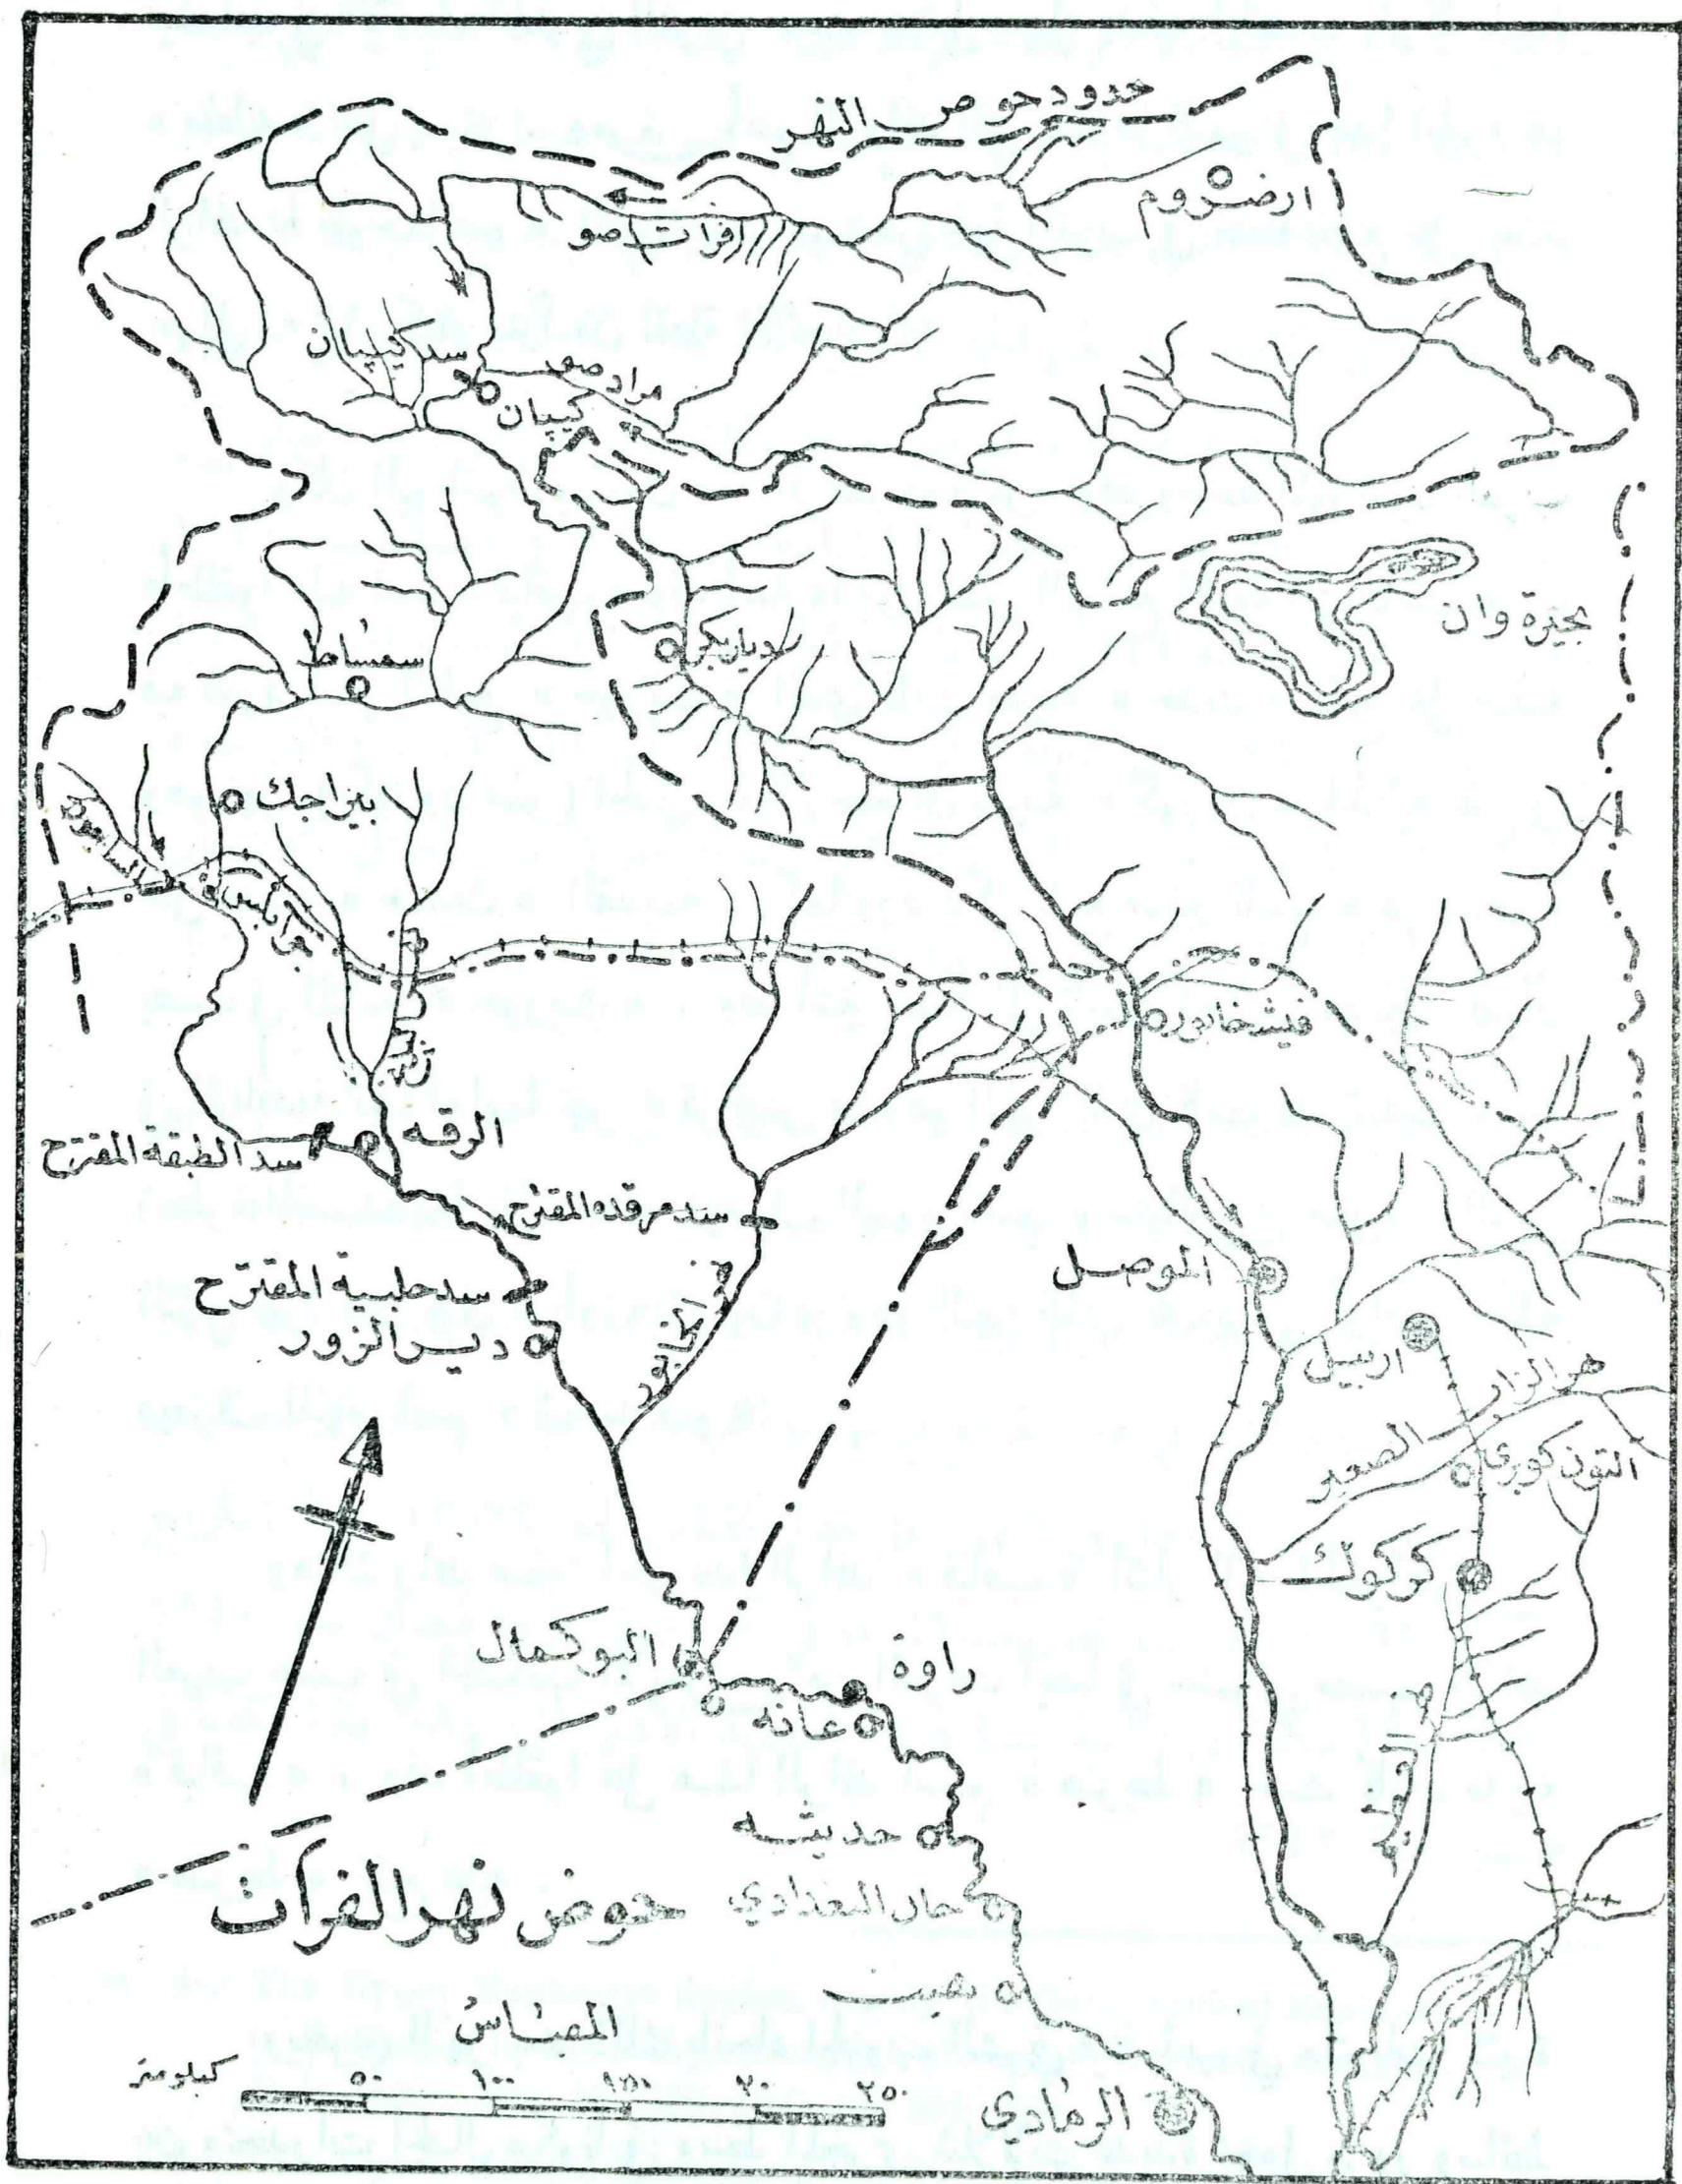 حدود حوض النهر
ارضروم
افرات صو
سد كيبان
مراد صو
كيبان
بحيرة وان
ديار بكر
سمساط
بيراجك
جرابلس
فيشخابور
الرقه
سد الطبقة المقترح
سد مرقده المقترح
سد حلبية المقترح
دير الزور
الخابور
الموصل
اربيل
نهر الزاب
الصغير
التون كوبري
كركوك
البوكمال
راوة
عانه
العظيم
حديثه
خان البغدادي
حوض نهر الفرات
هيت
المقياس
كيلومتر
٥٠ ١٠٠ ١٥٠ ٢٠٠ ٢٥٠
الرمادي